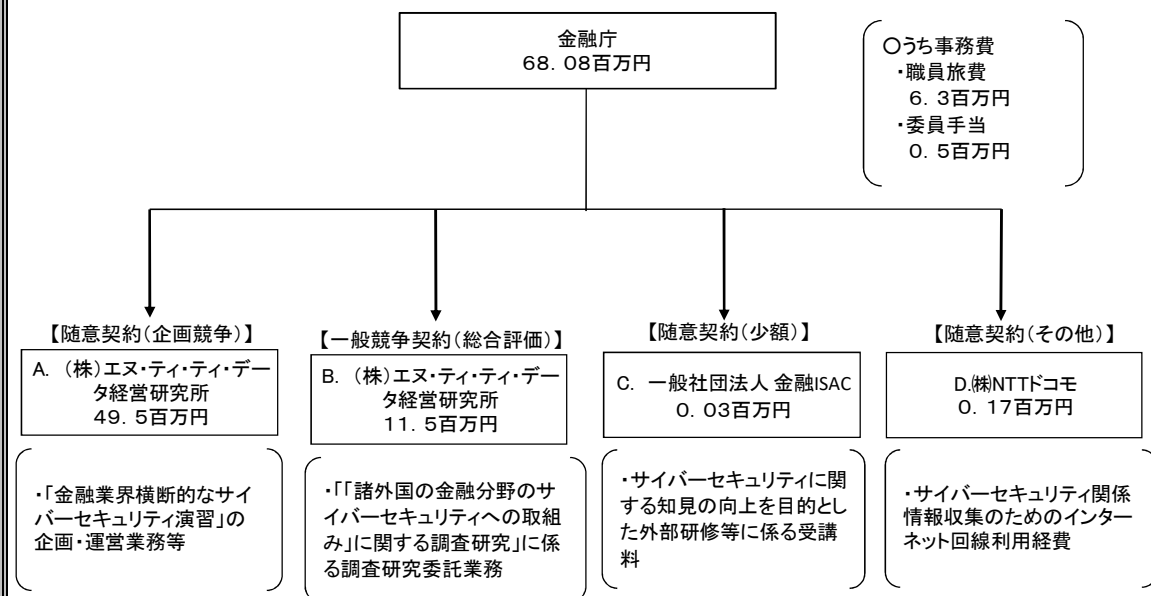 金融庁
68.08百万円
○うち事務費
・職員旅費
6.3百万円
・委員手当
0.5百万円
【随意契約(企画競争)】
A. (株)エヌ・ティ・ティ・デー
タ経営研究所
49.5百万円
・「金融業界横断的なサイ
バーセキュリティ演習」の
企画・運営業務等
【一般競争契約(総合評価)】
B. (株)エヌ・ティ・ティ・デー
タ経営研究所
11.5百万円
・「「諸外国の金融分野のサ
イバーセキュリティへの取組
み」に関する調査研究」に係
る調査研究委託業務
【随意契約(少額)】
C. 一般社団法人 金融ISAC
0.03百万円
・サイバーセキュリティに関
する知見の向上を目的とし
た外部研修等に係る受講
料
【随意契約(その他)】
D.㈱NTTドコモ
0.17百万円
・サイバーセキュリティ関係
情報収集のためのインター
ネット回線利用経費